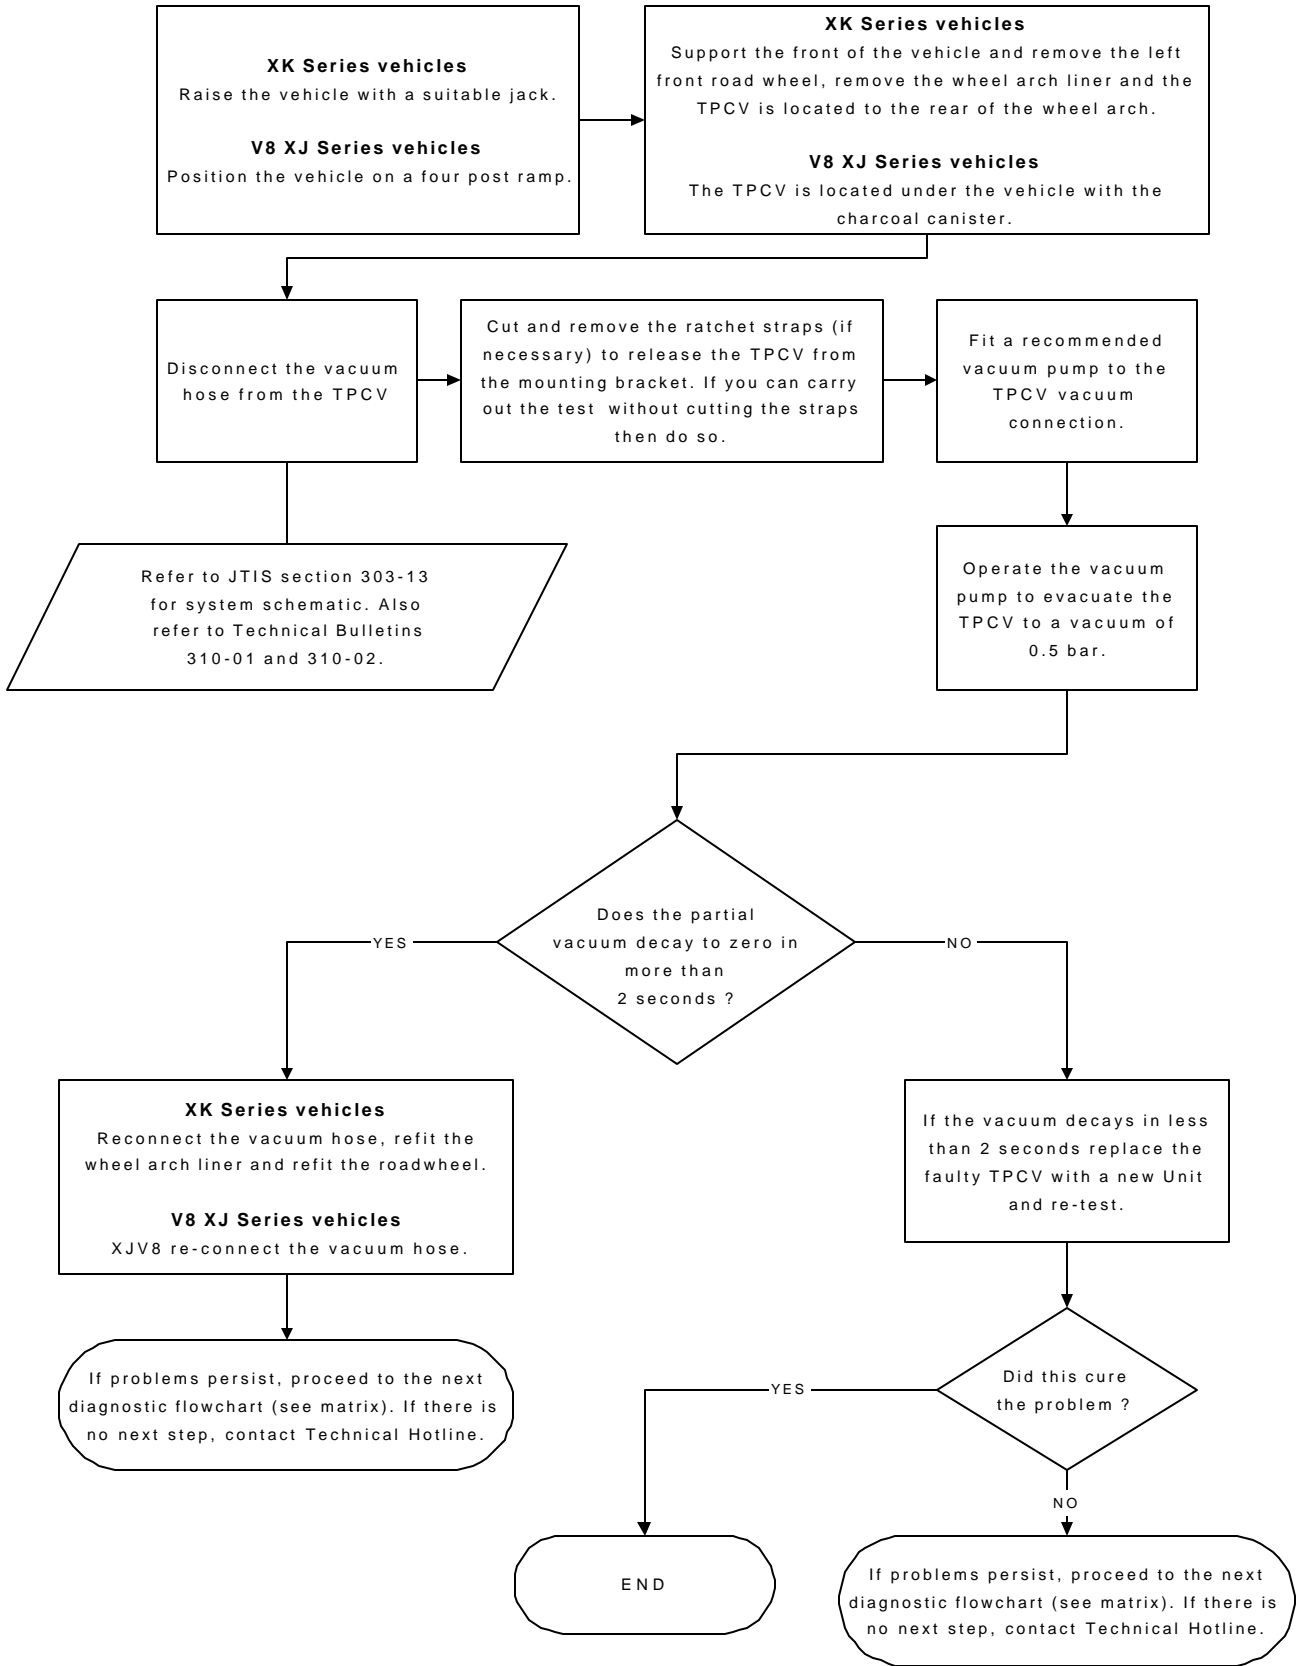 XK Series vehicles
Raise the vehicle with a suitable jack.
V8 XJ Series vehicles
Position the vehicle on a four post ramp.
XK Series vehicles
Support the front of the vehicle and remove the left
front road wheel, remove the wheel arch liner and the
TPCV is located to the rear of the wheel arch.
V8 XJ Series vehicles
The TPCV is located under the vehicle with the
charcoal canister.
Disconnect the vacuum
hose from the TPCV
Cut and remove the ratchet straps (if
necessary) to release the TPCV from
the mounting bracket. If you can carry
out the test without cutting the straps
then do so.
Fit a recommended
vacuum pump to the
TPCV vacuum
connection.
Refer to JTIS section 303-13
for system schematic. Also
refer to Technical Bulletins
310-01 and 310-02.
Operate the vacuum
pump to evacuate the
TPCV to a vacuum of
0.5 bar.
Does the partial
vacuum decay to zero in
more than
2 seconds ?
YES
NO
XK Series vehicles
Reconnect the vacuum hose, refit the
wheel arch liner and refit the roadwheel.
V8 XJ Series vehicles
XJV8 re-connect the vacuum hose.
If the vacuum decays in less
than 2 seconds replace the
faulty TPCV with a new Unit
and re-test.
If problems persist, proceed to the next
diagnostic flowchart (see matrix). If there is
no next step, contact Technical Hotline.
Did this cure
the problem ?
YES
NO
END
If problems persist, proceed to the next
diagnostic flowchart (see matrix). If there is
no next step, contact Technical Hotline.